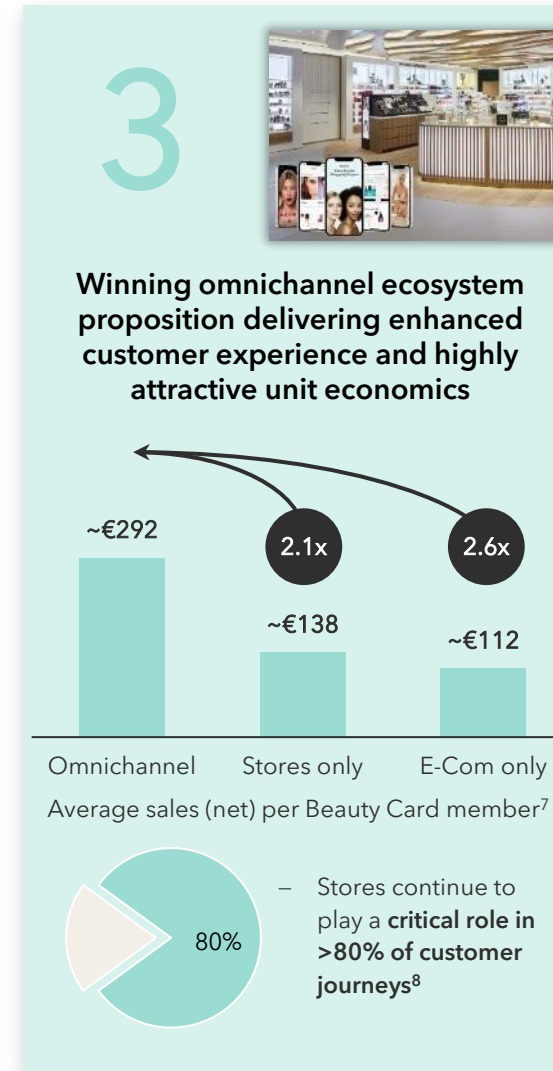 3
Winning omnichannel ecosystem
proposition delivering enhanced
customer experience and highly
attractive unit economics
~€292
2.1x
2.6x
~€138
~€112
Omnichannel
Stores only
E-Com only
Average sales (net) per Beauty Card member⁷
80%
– Stores continue to
play a critical role in
>80% of customer
journeys⁸